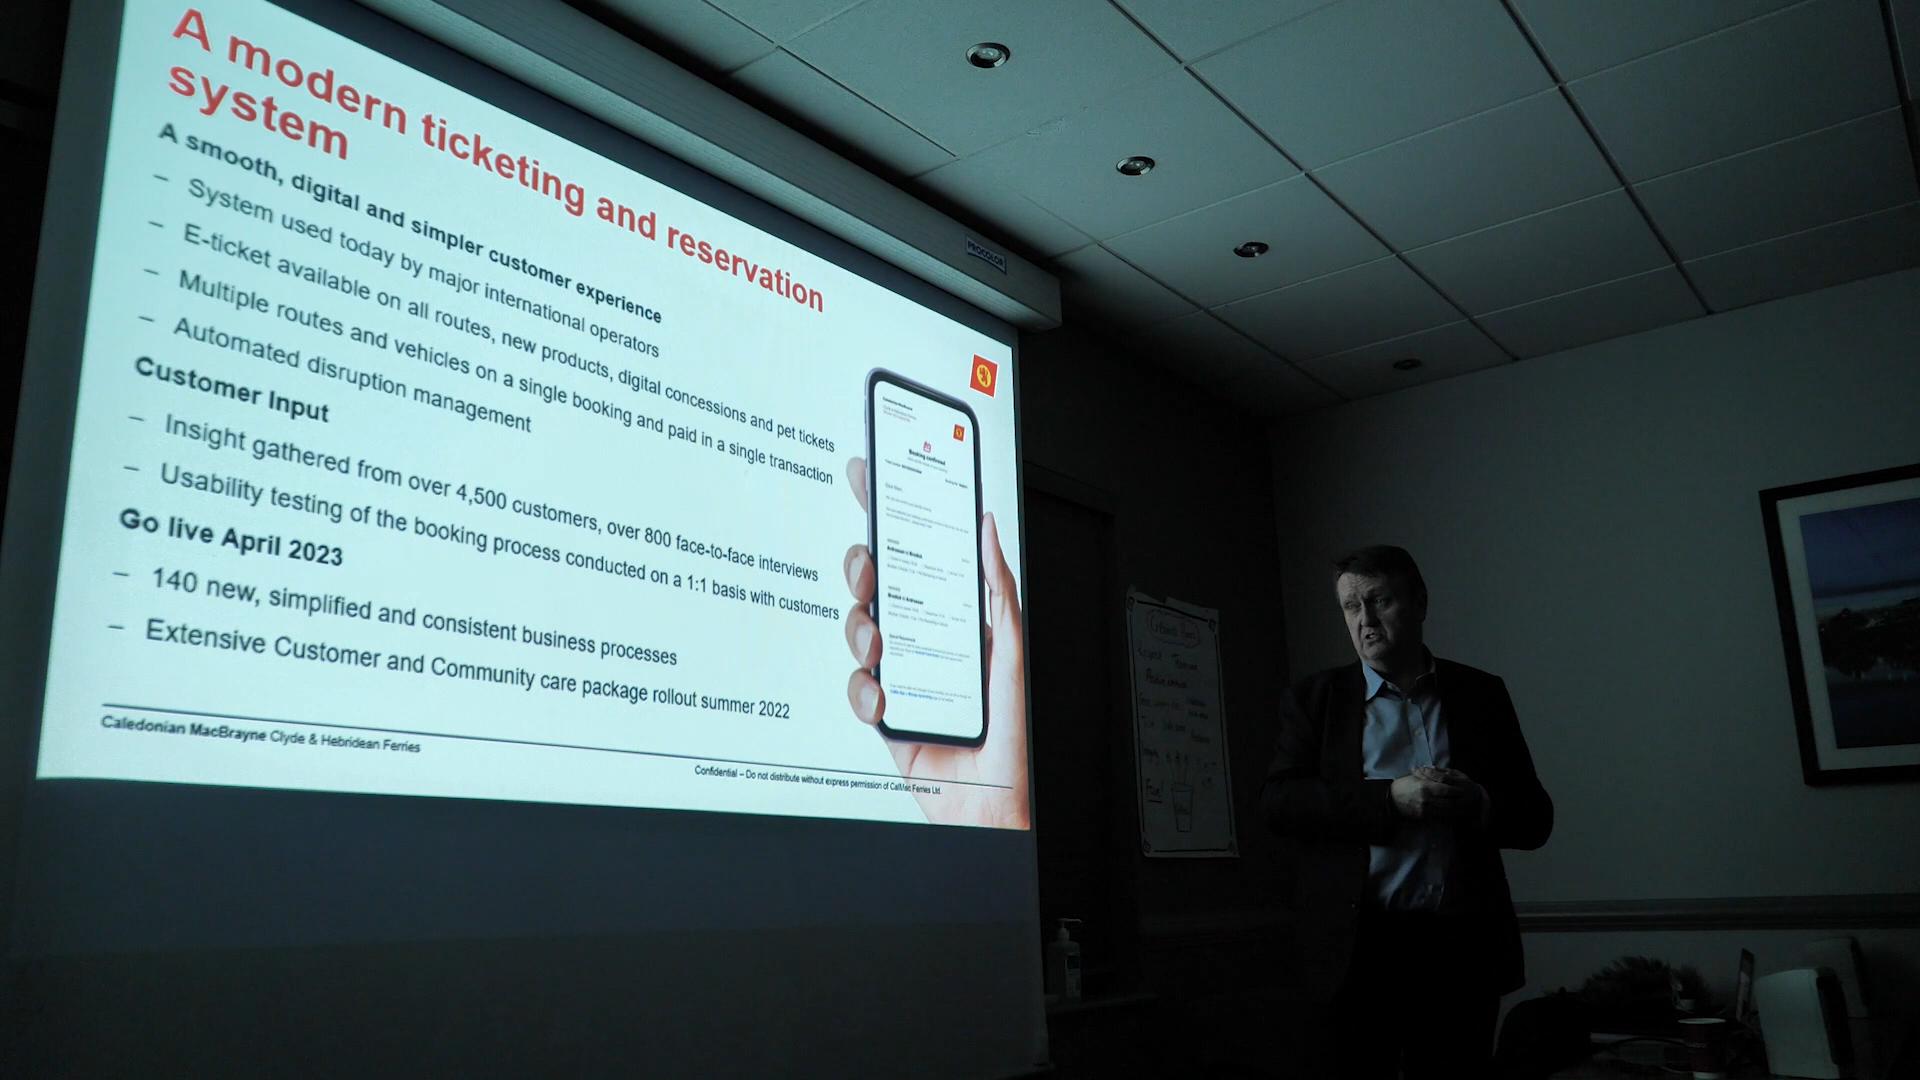 A modern ticketing and reservation
system
A smooth, digital and simpler customer experience
– System used today by major international operators
– E-ticket available on all routes, new products, digital concessions and pet tickets
– Multiple routes and vehicles on a single booking and paid in a single transaction
– Automated disruption management
Customer Input
– Insight gathered from over 4,500 customers, over 800 face-to-face interviews
– Usability testing of the booking process conducted on a 1:1 basis with customers
Go live April 2023
– 140 new, simplified and consistent business processes
– Extensive Customer and Community care package rollout summer 2022
Caledonian MacBrayne Clyde & Hebridean Ferries
Confidential – Do not distribute without express permission of CalMac Ferries Ltd.
PROCOLOR
Booking confirmed